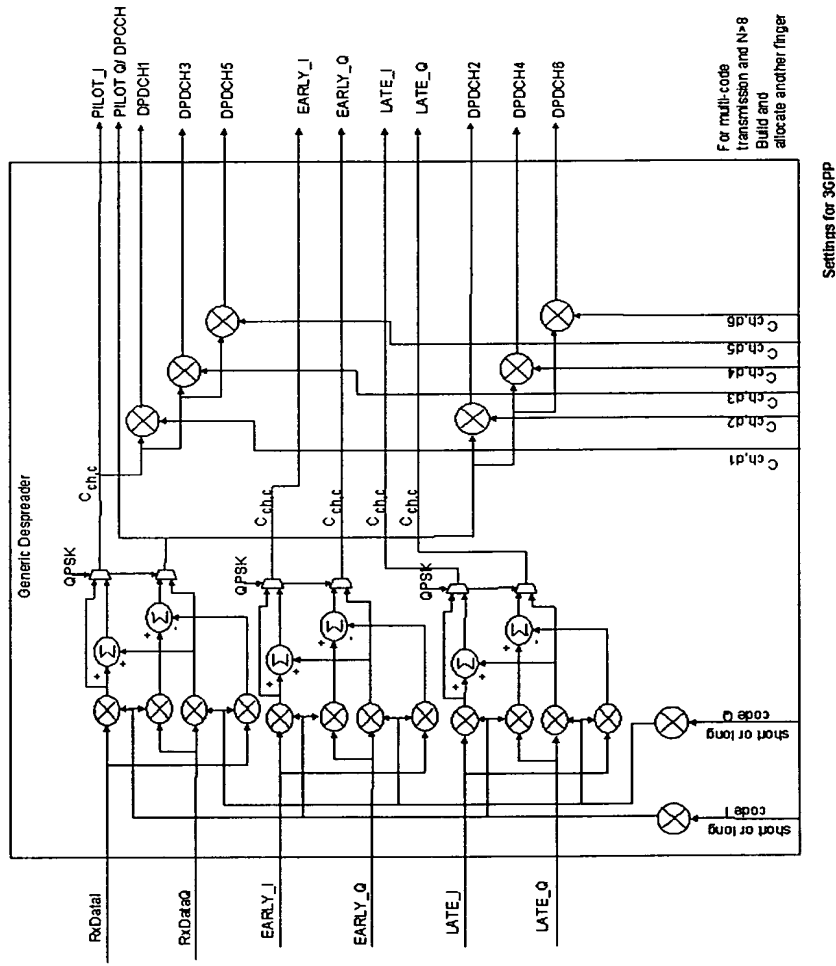 Generic Despreader
RxDataI
RxDataQ
EARLY_I
EARLY_Q
LATE_I
LATE_Q
QPSK
+
+
Σ
+
-
Σ
QPSK
+
+
Σ
+
-
Σ
QPSK
+
+
Σ
+
-
Σ
C ch,c
C ch,c
C ch,c
C ch,c
C ch,c
PILOT_I
PILOT Q/ DPCCH
DPDCH1
DPDCH3
DPDCH5
EARLY_I
EARLY_Q
LATE_I
LATE_Q
DPDCH2
DPDCH4
DPDCH6
short or long
code I
short or long
code Q
C ch,d1
C ch,d2
C ch,d3
C ch,d4
C ch,d5
C ch,d6
For multi-code
transmission and N>8
Build and
allocate another finger
Settings for 3GPP